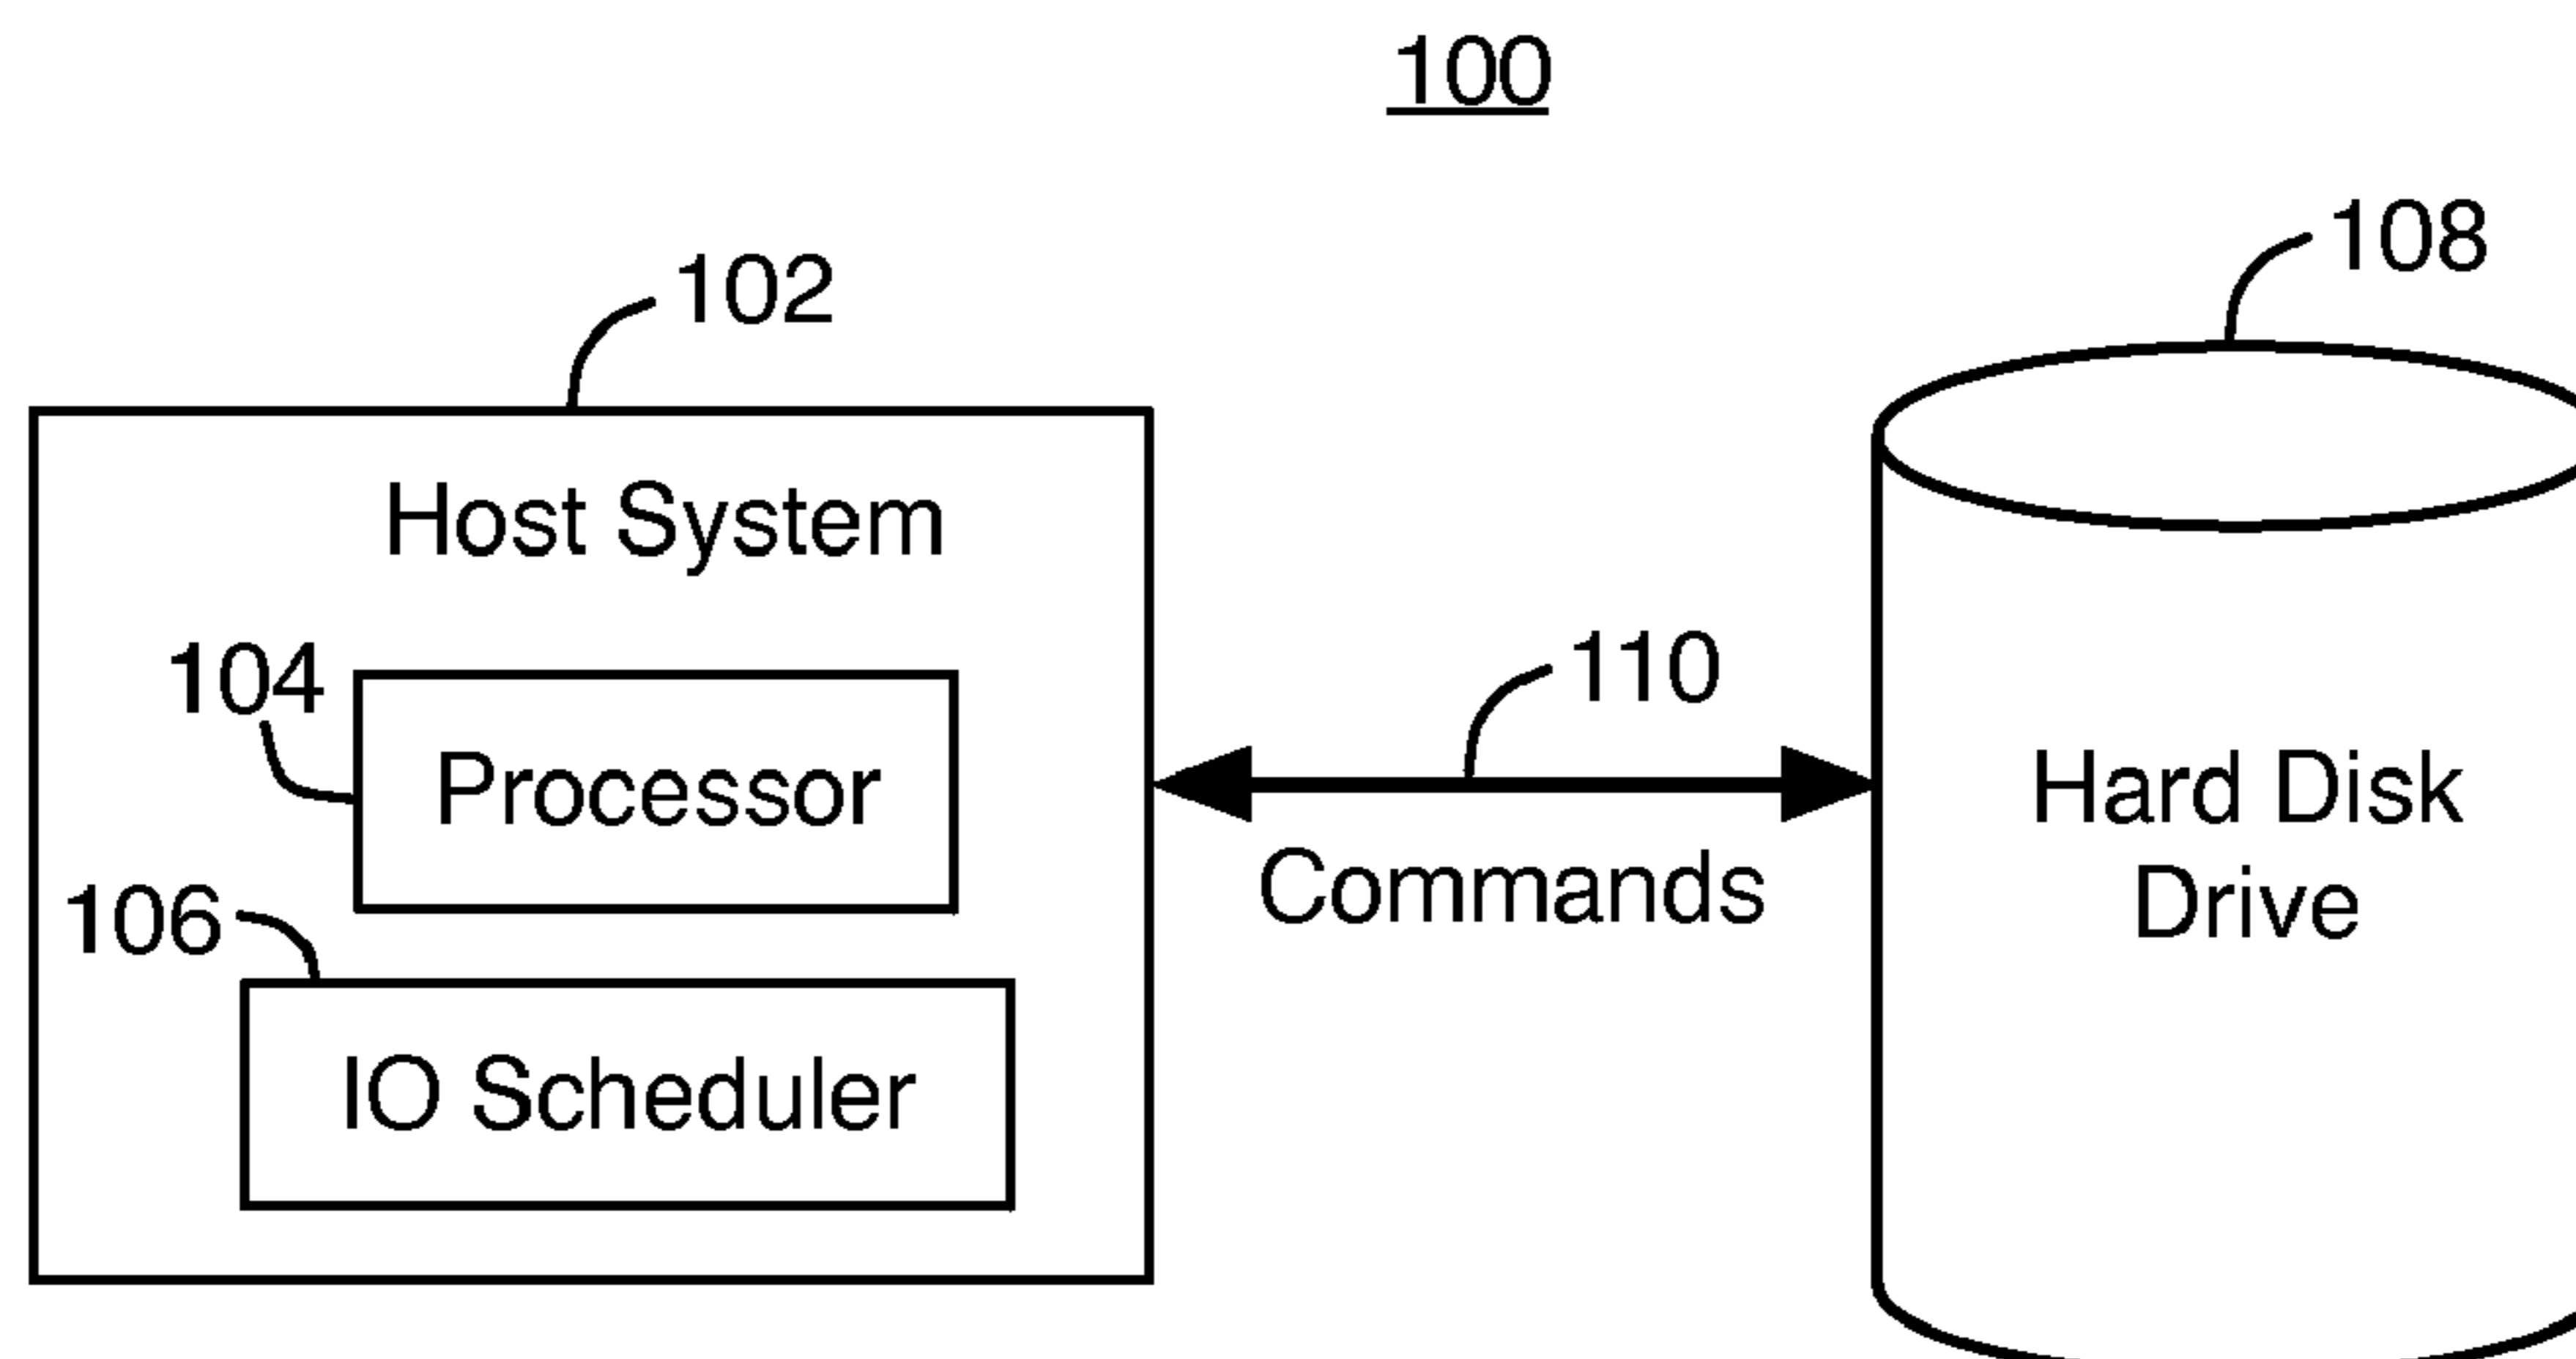 100
102
108
Host System
104
Processor
110
Commands
Hard Disk
Drive
106
IO Scheduler